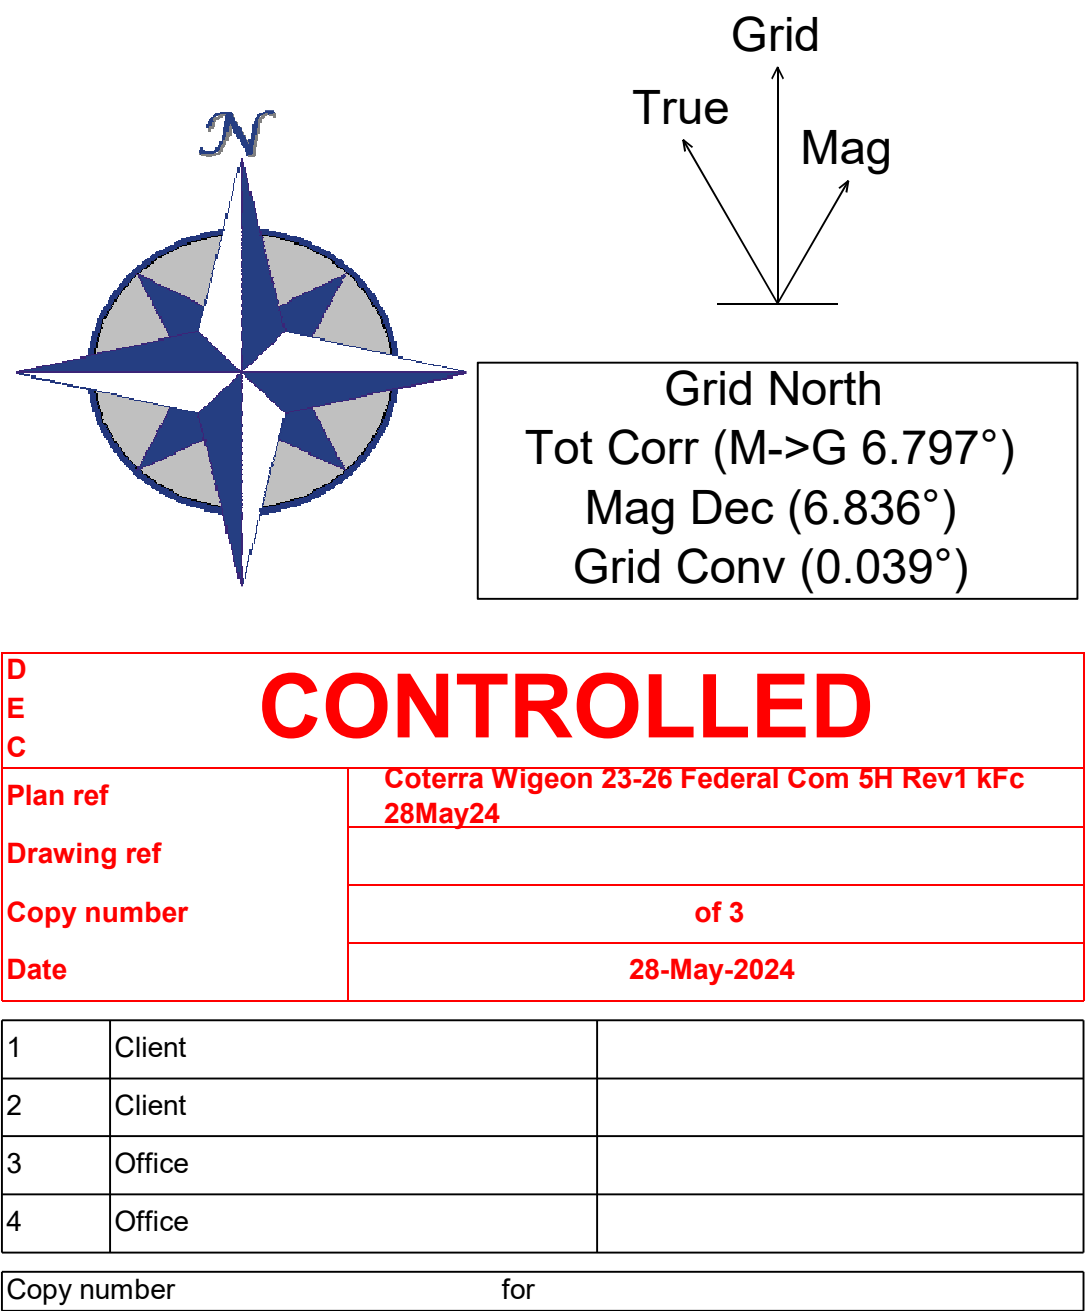 N
Grid
True
Mag
Grid North
Tot Corr (M->G 6.797°)
Mag Dec (6.836°)
Grid Conv (0.039°)
D
E
C
CONTROLLED
Plan ref
Coterra Wigeon 23-26 Federal Com 5H Rev1 kFc
28May24
Drawing ref
Copy number of 3
Date 28-May-2024
1 Client
2 Client
3 Office
4 Office
Copy number for